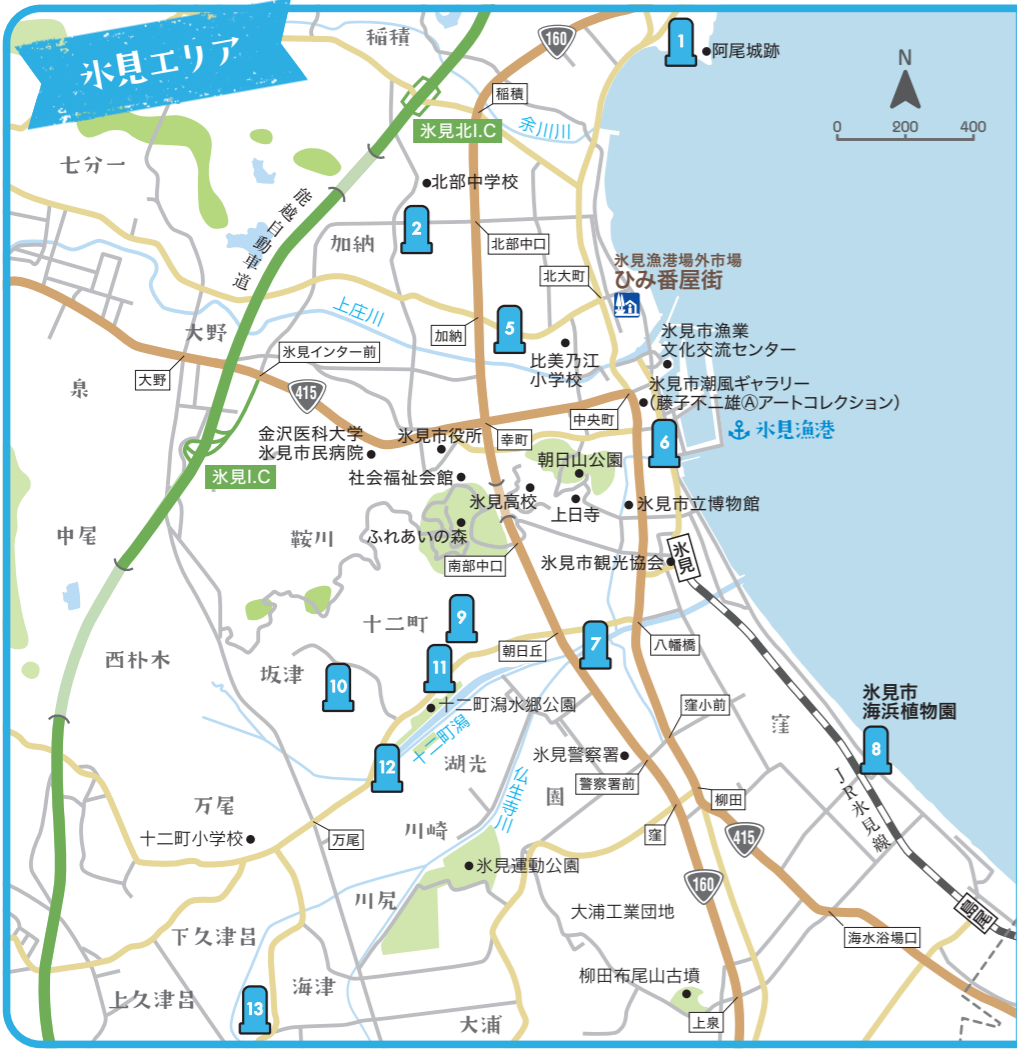 氷見エリア
稲積
160
1
阿尾城跡
N
0 200 400
稲積
余川川
氷見北I.C
七分一
北部中学校
能越自動車道
2
加納
北部中口
氷見漁港場外市場
ひみ番屋街
北大町
上庄川
大野
加納
5
氷見市漁業
文化交流センター
氷見インター前
比美乃江
小学校
大野
泉
415
氷見市潮風ギャラリー
(藤子不二雄Ⓐアートコレクション)
中央町
氷見漁港
金沢医科大学
氷見市民病院
氷見市役所
幸町
6
朝日山公園
氷見I.C
社会福祉会館
氷見高校
上日寺
氷見市立博物館
中尾
鞍川
ふれあいの森
南部中口
氷見市観光協会
氷見
十二町
9
朝日丘
7
八幡橋
西朴木
坂津
11
10
十二町潟水郷公園
窪小前
氷見市
海浜植物園
窪
8
十二町潟
12
湖光
氷見警察署
警察署前
仏生寺川
園
JR氷見線
柳田
万尾
川崎
窪
415
十二町小学校
万尾
氷見運動公園
160
川尻
大浦工業団地
島尾
下久津呂
海水浴場口
柳田布尾山古墳
上久津呂
海津
13
上泉
大浦